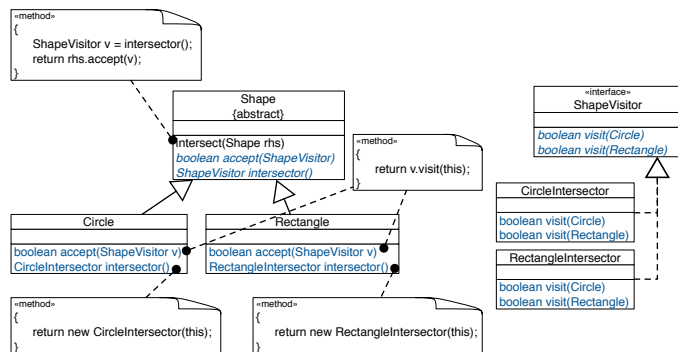 «method»
{
ShapeVisitor v = intersector();
return rhs.accept(v);
}
Shape
{abstract}
Intersect(Shape rhs)
boolean accept(ShapeVisitor)
ShapeVisitor intersector()
«method»
{
return v.visit(this);
}
«interface»
ShapeVisitor
boolean visit(Circle)
boolean visit(Rectangle)
Circle
boolean accept(ShapeVisitor v)
CircleIntersector intersector()
Rectangle
boolean accept(ShapeVisitor v)
RectangleIntersector intersector()
CircleIntersector
boolean visit(Circle)
boolean visit(Rectangle)
RectangleIntersector
boolean visit(Circle)
boolean visit(Rectangle)
«method»
{
return new CircleIntersector(this);
}
«method»
{
return new RectangleIntersector(this);
}